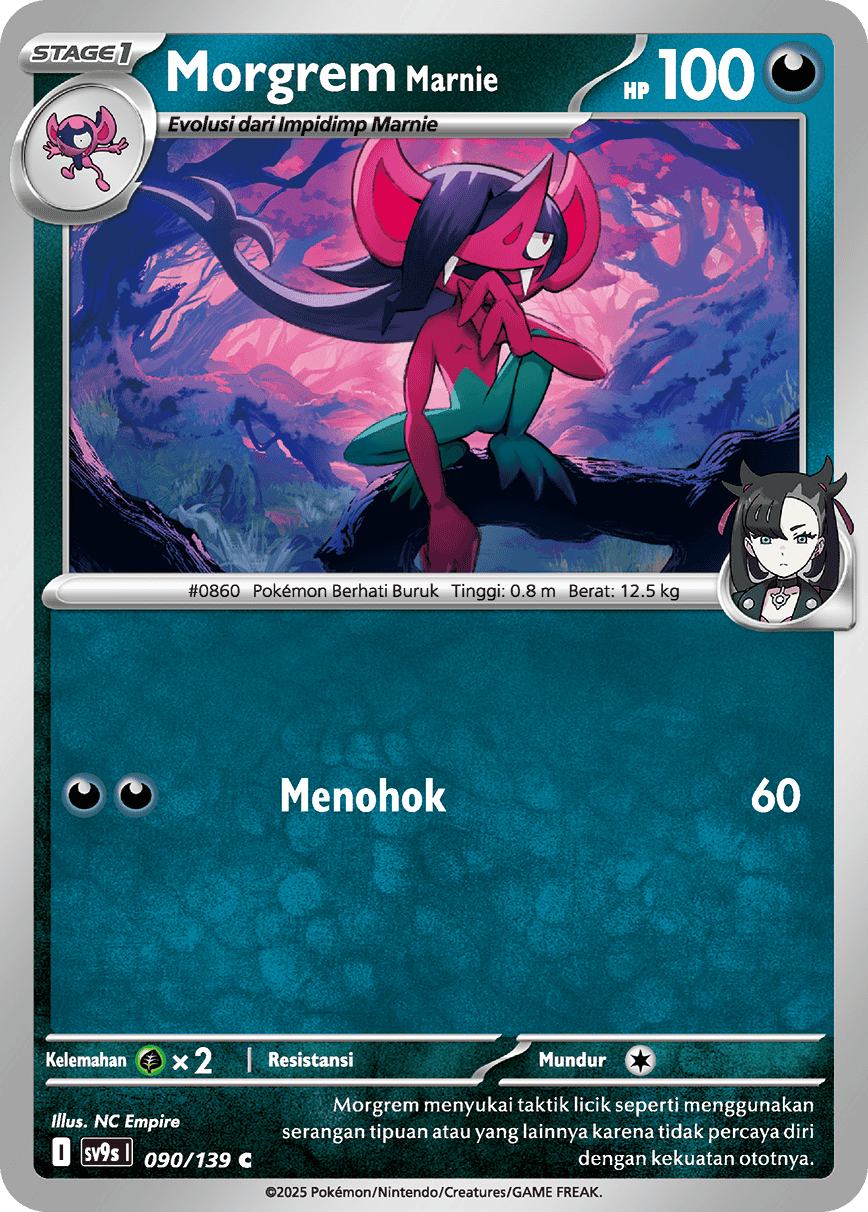 STAGE1
Morgrem Marnie
HP 100
Evolusi dari Impidimp Marnie
#0860 Pokémon Berhati Buruk Tinggi: 0.8 m Berat: 12.5 kg
Menohok 60
Kelemahan ×2 | Resistansi Mundur
Illus. NC Empire
Morgrem menyukai taktik licik seperti menggunakan
serangan tipuan atau yang lainnya karena tidak percaya diri
dengan kekuatan ototnya.
I sv9s I 090/139 C
©2025 Pokémon/Nintendo/Creatures/GAME FREAK.